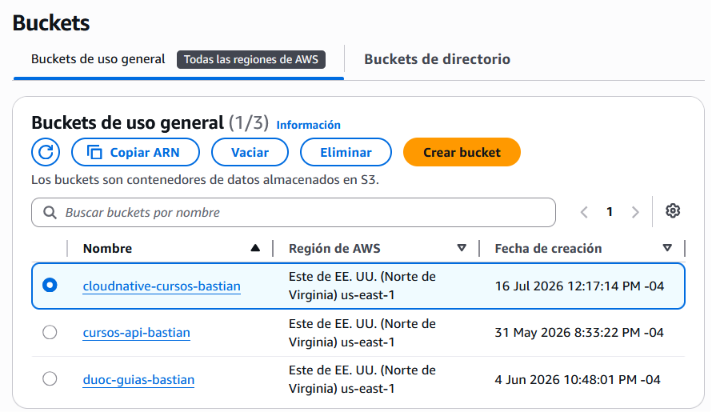 Buckets
Buckets de uso general Todas las regiones de AWS Buckets de directorio
Buckets de uso general (1/3) Información
Copiar ARN Vaciar Eliminar Crear bucket
Los buckets son contenedores de datos almacenados en S3.
Buscar buckets por nombre 1
Nombre Región de AWS Fecha de creación
cloudnative-cursos-bastian Este de EE. UU. (Norte de Virginia) us-east-1 16 Jul 2026 12:17:14 PM -04
cursos-api-bastian Este de EE. UU. (Norte de Virginia) us-east-1 31 May 2026 8:33:22 PM -04
duoc-guias-bastian Este de EE. UU. (Norte de Virginia) us-east-1 4 Jun 2026 10:48:01 PM -04